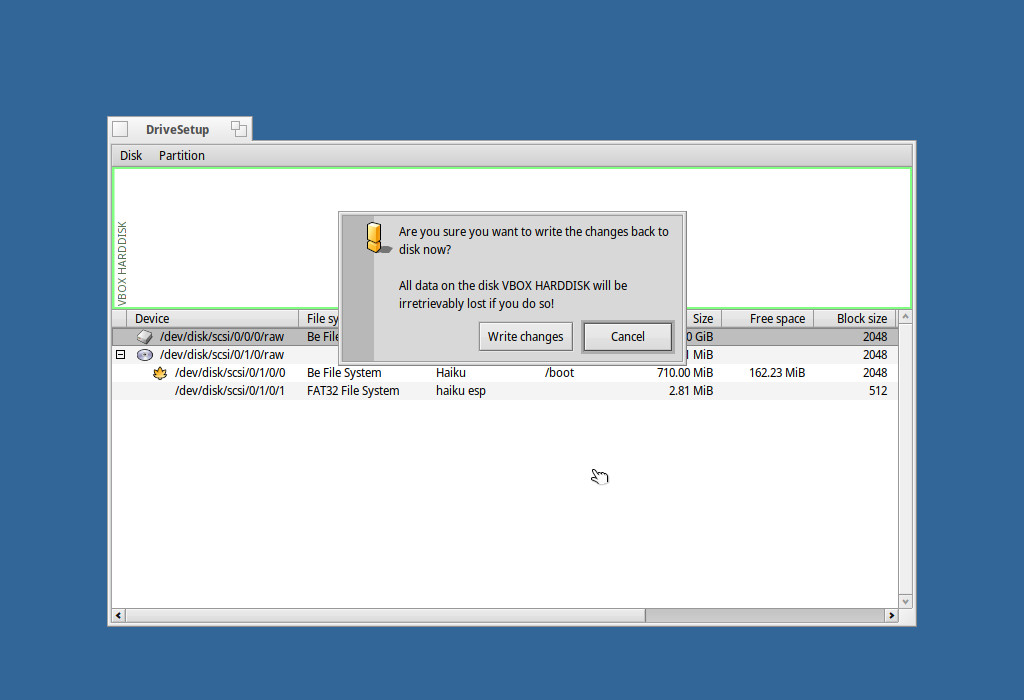 DriveSetup
Disk Partition
VBOX HARDDISK
Are you sure you want to write the changes back to
disk now?
All data on the disk VBOX HARDDISK will be
irretrievably lost if you do so!
Write changes Cancel
Device File sy Size Free space Block size
/dev/disk/scsi/0/0/0/raw Be File 0 GiB 2048
/dev/disk/scsi/0/1/0/raw MiB 2048
/dev/disk/scsi/0/1/0/0 Be File System Haiku /boot 710.00 MiB 162.23 MiB 2048
/dev/disk/scsi/0/1/0/1 FAT32 File System haiku esp 2.81 MiB 512